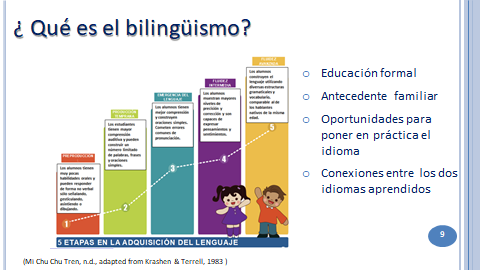 ¿ Qué es el bilingüismo?
PREPRODUCCION
Los alumnos tienen
muy pocas
habilidades orales y
pueden responder
de forma no verbal
sólo señalando,
gesticulando,
asintiendo o
dibujando.
PRODUCCIÓN
TEMPRANA
Los estudiantes
tienen mayor
comprensión
auditiva y pueden
construir un
número limitado
de palabras, frases
y oraciones
simples.
EMERGENCIA DEL
LENGUAJE
Los alumnos tienen
mejor comprensión
y construyen
oraciones simples.
Cometen errores
comunes de
pronunciación.
FLUIDEZ
INTERMEDIA
Los alumnos
muestran mayores
niveles de
precisión y
corrección y son
capaces de
expresar
pensamientos y
sentimientos.
FLUIDEZ
AVANZADA
Los alumnos
construyen el
lenguaje utilizando
diversas estructuras
gramaticales y
vocabulario,
comparable al de
los hablantes
nativos de la misma
edad.
1
2
3
4
5
5 ETAPAS EN LA ADQUISICIÓN DEL LENGUAJE
Educación formal
Antecedente familiar
Oportunidades para
poner en práctica el
idioma
Conexiones entre los dos
idiomas aprendidos
9
(Mi Chu Chu Tren, n.d., adapted from Krashen & Terrell, 1983 )